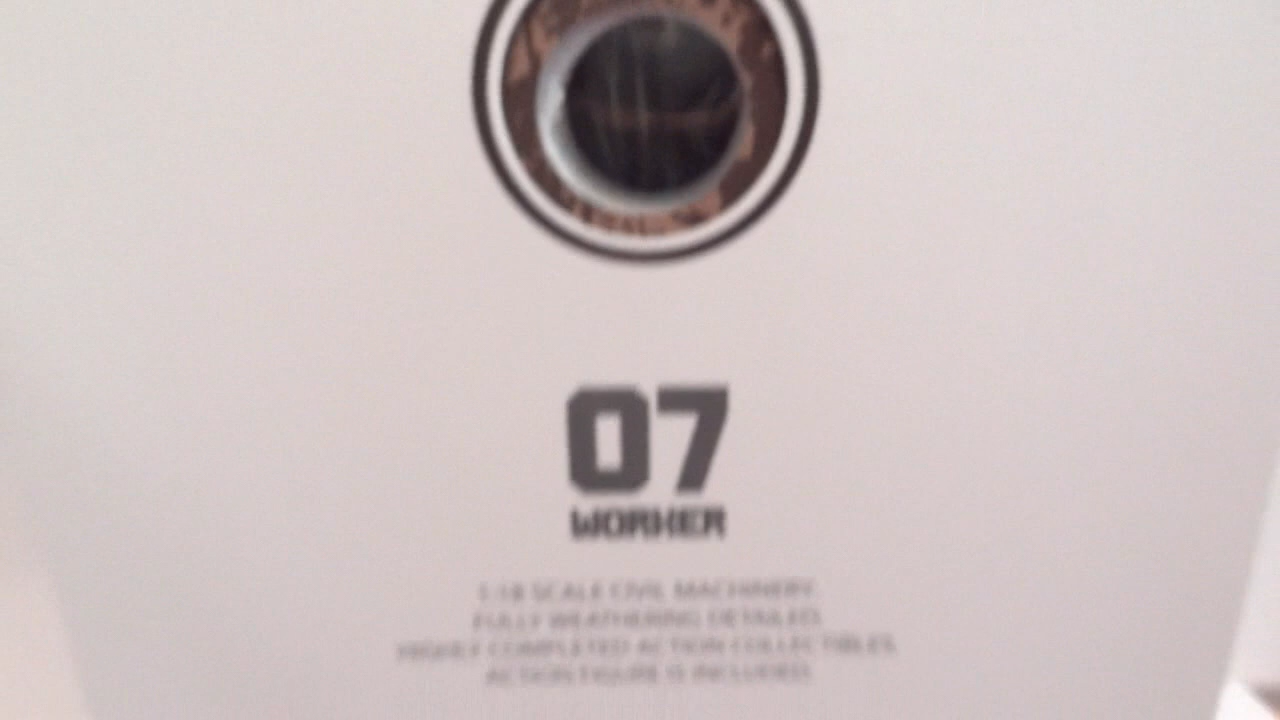 07
WORKER
1:18 SCALE CIVIL MACHINERY.
FULLY WEATHERING DETAILED.
HIGHLY COMPLETED ACTION COLLECTIBLES.
ACTION FIGURE IS INCLUDED.